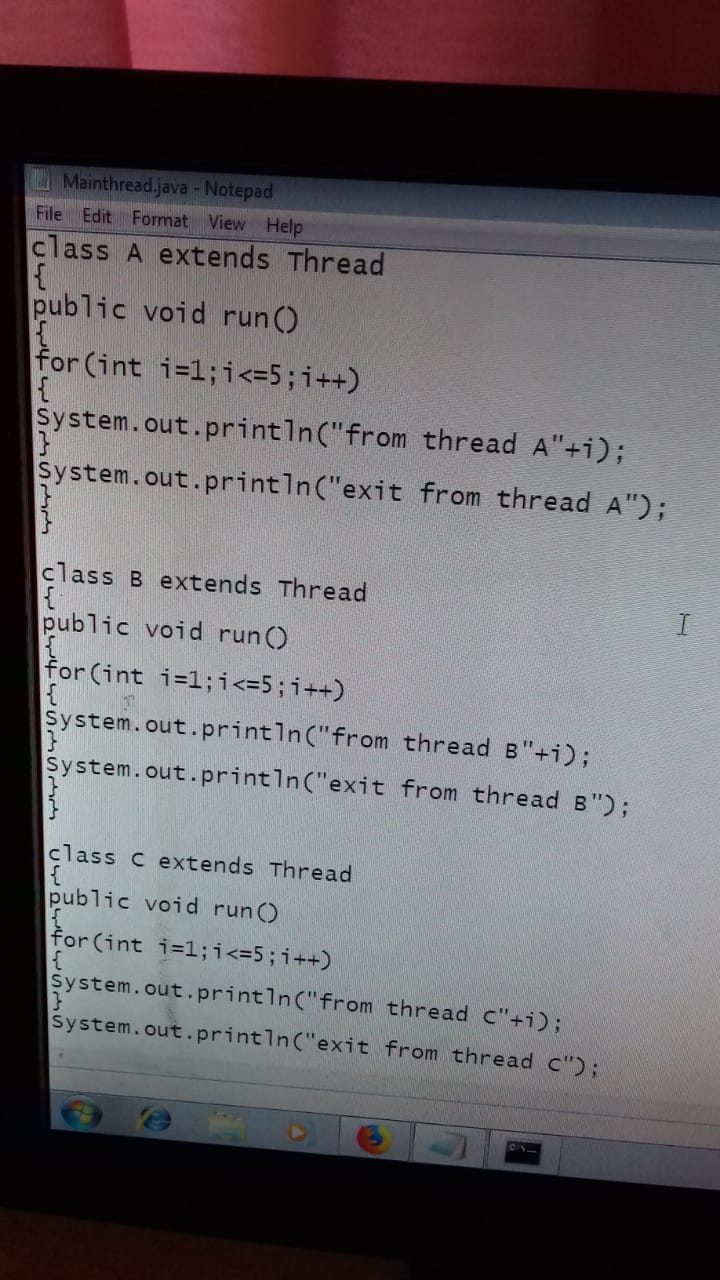 Mainthread.java - Notepad
File Edit Format View Help
class A extends Thread
{
public void run()
{
for(int i=1;i<=5;i++)
{
System.out.println("from thread A"+i);
}
System.out.println("exit from thread A");
}
}
class B extends Thread
{
public void run()
{
for(int i=1;i<=5;i++)
{
System.out.println("from thread B"+i);
}
System.out.println("exit from thread B");
}
}
class C extends Thread
{
public void run()
{
for(int i=1;i<=5;i++)
{
System.out.println("from thread C"+i);
}
System.out.println("exit from thread C");